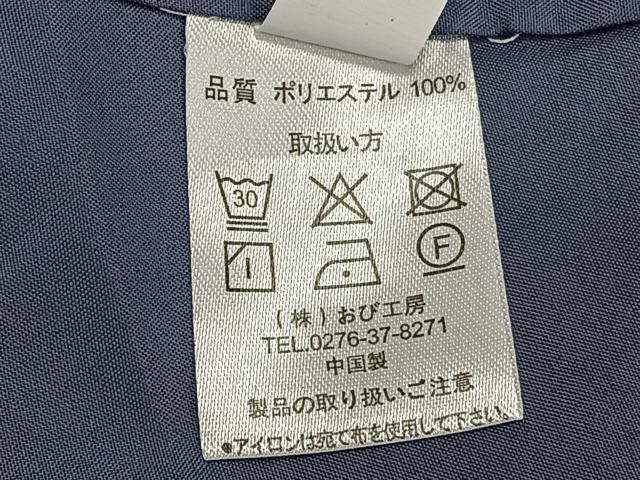 品質 ポリエステル 100%
取扱い方
30
F
(株)おび工房
TEL.0276-37-8271
中国製
製品の取り扱いご注意
●アイロンは宛て布を使用して下さい。